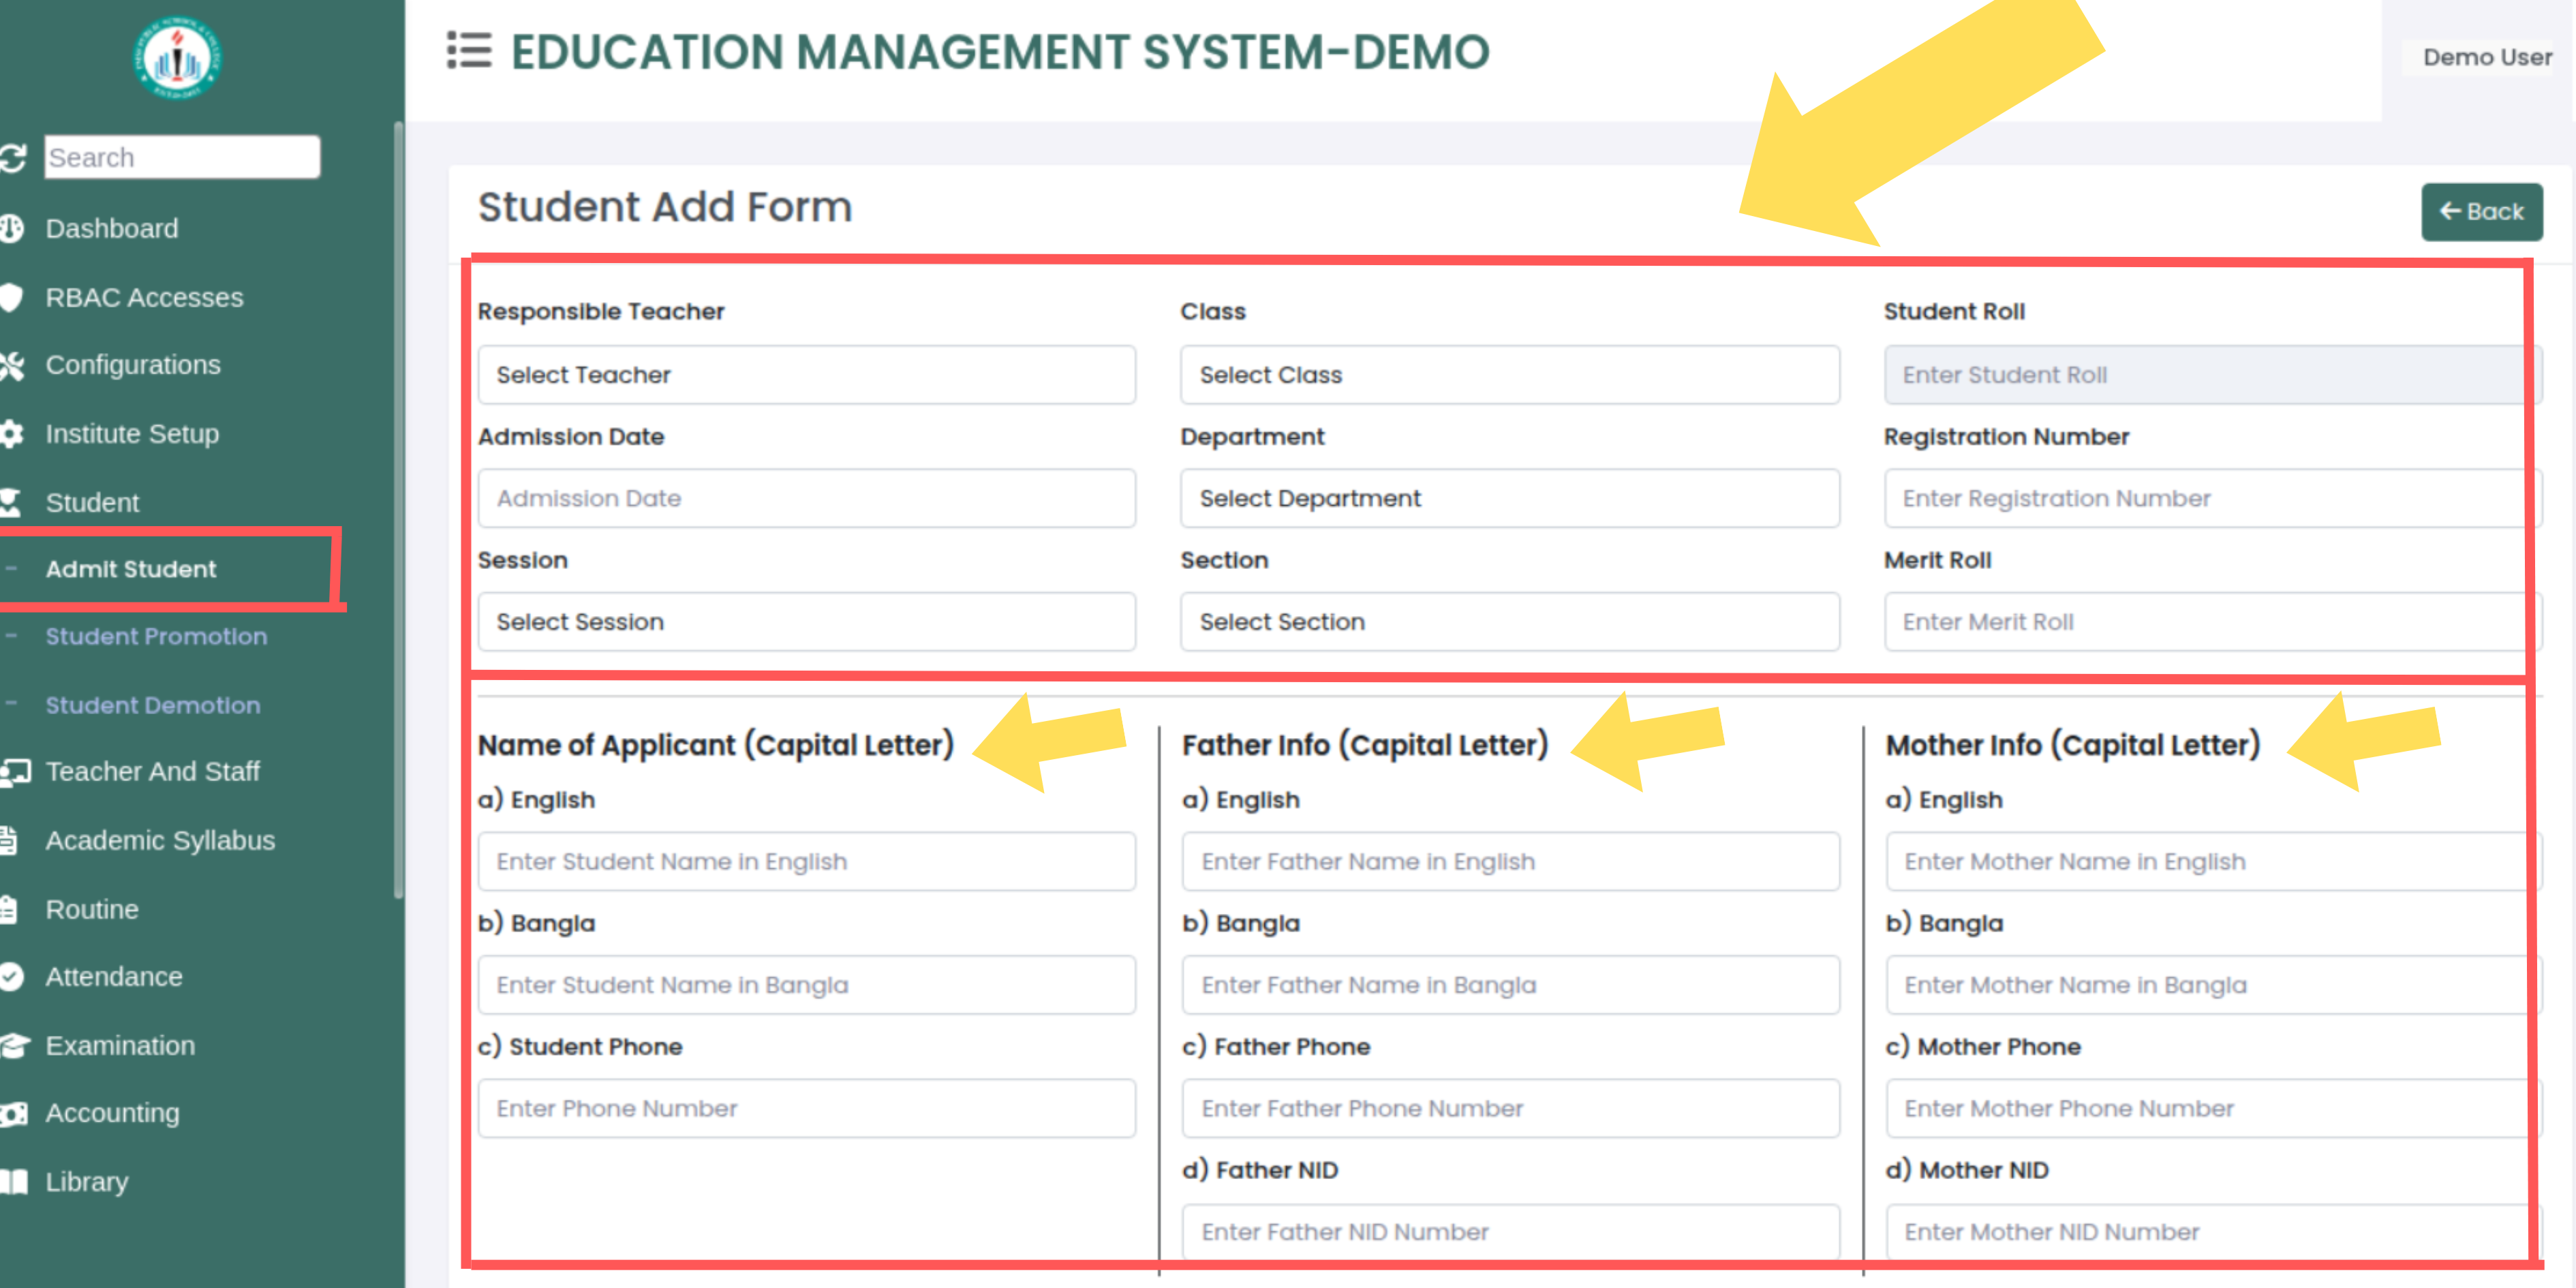 EDUCATION MANAGEMENT SYSTEM-DEMO
Demo User
Search
Dashboard
RBAC Accesses
Configurations
Institute Setup
Student
- Admit Student
- Student Promotion
- Student Demotion
Teacher And Staff
Academic Syllabus
Routine
Attendance
Examination
Accounting
Library
Student Add Form
Back
Responsible Teacher
Class
Student Roll
Select Teacher
Select Class
Enter Student Roll
Admission Date
Department
Registration Number
Admission Date
Select Department
Enter Registration Number
Session
Section
Merit Roll
Select Session
Select Section
Enter Merit Roll
Name of Applicant (Capital Letter)
a) English
Enter Student Name in English
b) Bangla
Enter Student Name in Bangla
c) Student Phone
Enter Phone Number
Father Info (Capital Letter)
a) English
Enter Father Name in English
b) Bangla
Enter Father Name in Bangla
c) Father Phone
Enter Father Phone Number
d) Father NID
Enter Father NID Number
Mother Info (Capital Letter)
a) English
Enter Mother Name in English
b) Bangla
Enter Mother Name in Bangla
c) Mother Phone
Enter Mother Phone Number
d) Mother NID
Enter Mother NID Number